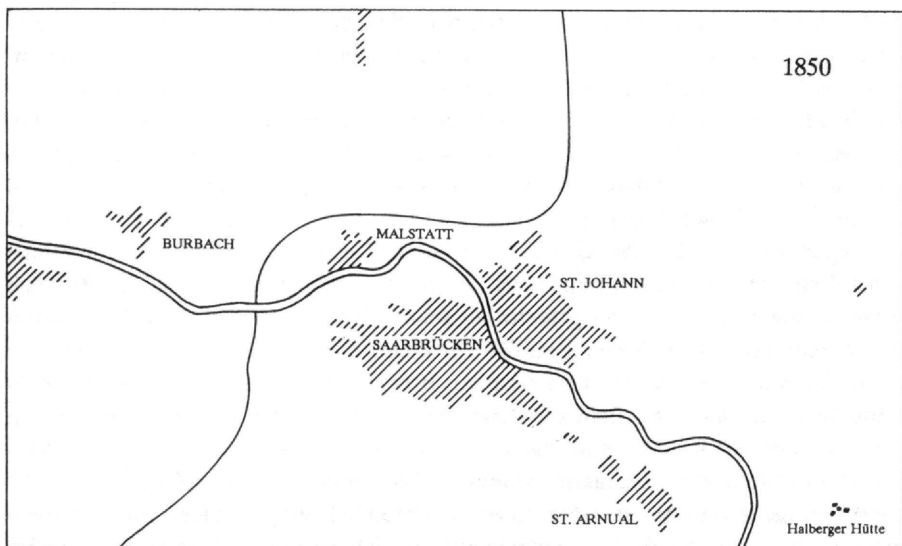 1850
BURBACH
MALSTATT
ST. JOHANN
SAARBRÜCKEN
ST. ARNUAL
Halberger Hütte